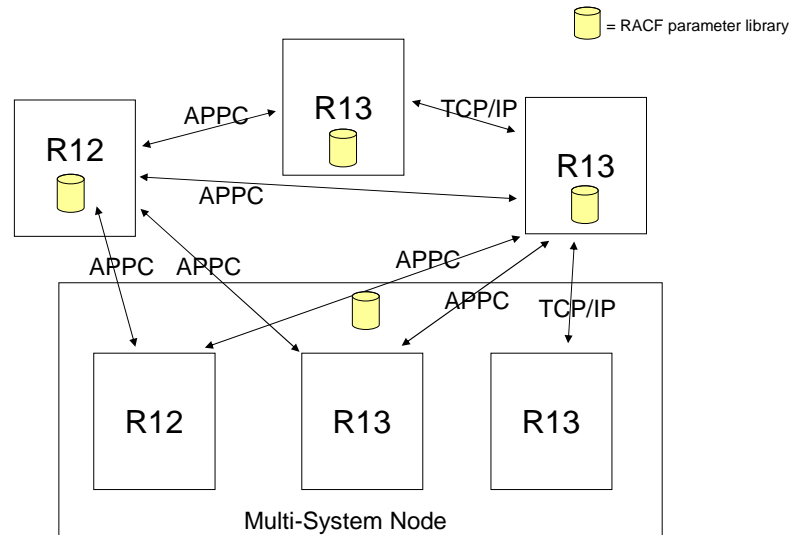 = RACF parameter library
R13
APPC
TCP/IP
R12
R13
APPC
APPC
APPC
APPC
APPC
TCP/IP
R12
R13
R13
Multi-System Node